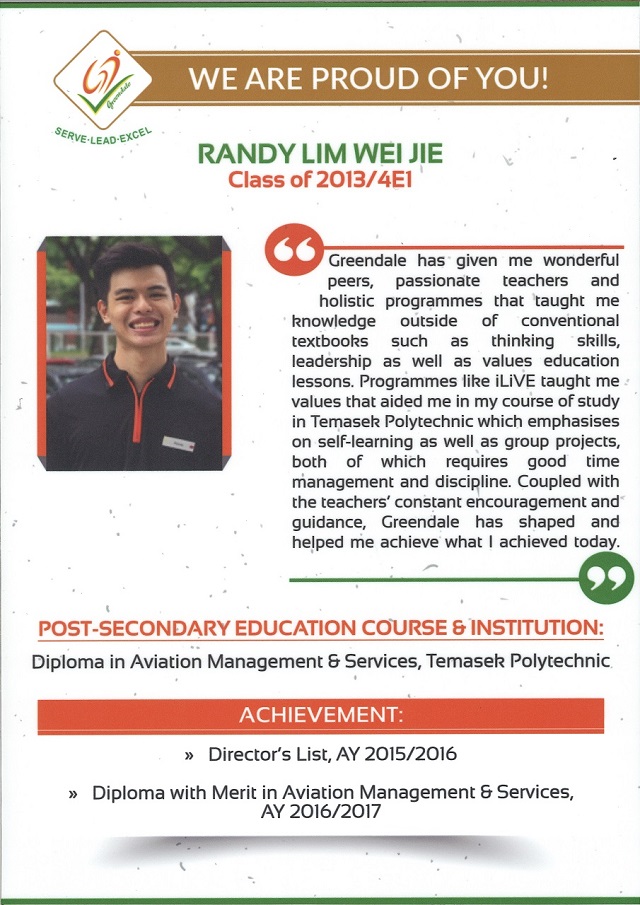 Greendale
SERVE·LEAD·EXCEL
WE ARE PROUD OF YOU!
RANDY LIM WEI JIE
Class of 2013/4E1
“
Greendale has given me wonderful
peers, passionate teachers and
holistic programmes that taught me
knowledge outside of conventional
textbooks such as thinking skills,
leadership as well as values education
lessons. Programmes like iLiVE taught me
values that aided me in my course of study
in Temasek Polytechnic which emphasises
on self-learning as well as group projects,
both of which requires good time
management and discipline. Coupled with
the teachers’ constant encouragement and
guidance, Greendale has shaped and
helped me achieve what I achieved today.
”
POST-SECONDARY EDUCATION COURSE & INSTITUTION:
Diploma in Aviation Management & Services, Temasek Polytechnic
ACHIEVEMENT:
» Director’s List, AY 2015/2016
» Diploma with Merit in Aviation Management & Services,
AY 2016/2017